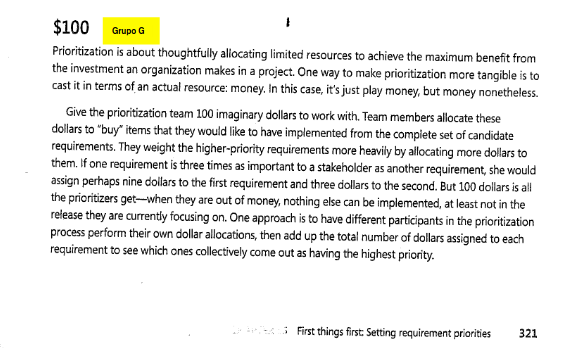 $100 Grupo G
Prioritization is about thoughtfully allocating limited resources to achieve the maximum benefit from
the investment an organization makes in a project. One way to make prioritization more tangible is to
cast it in terms of an actual resource: money. In this case, it's just play money, but money nonetheless.
Give the prioritization team 100 imaginary dollars to work with. Team members allocate these
dollars to "buy" items that they would like to have implemented from the complete set of candidate
requirements. They weight the higher-priority requirements more heavily by allocating more dollars to
them. If one requirement is three times as important to a stakeholder as another requirement, she would
assign perhaps nine dollars to the first requirement and three dollars to the second. But 100 dollars is all
the prioritizers get—when they are out of money, nothing else can be implemented, at least not in the
release they are currently focusing on. One approach is to have different participants in the prioritization
process perform their own dollar allocations, then add up the total number of dollars assigned to each
requirement to see which ones collectively come out as having the highest priority.
First things first: Setting requirement priorities 321